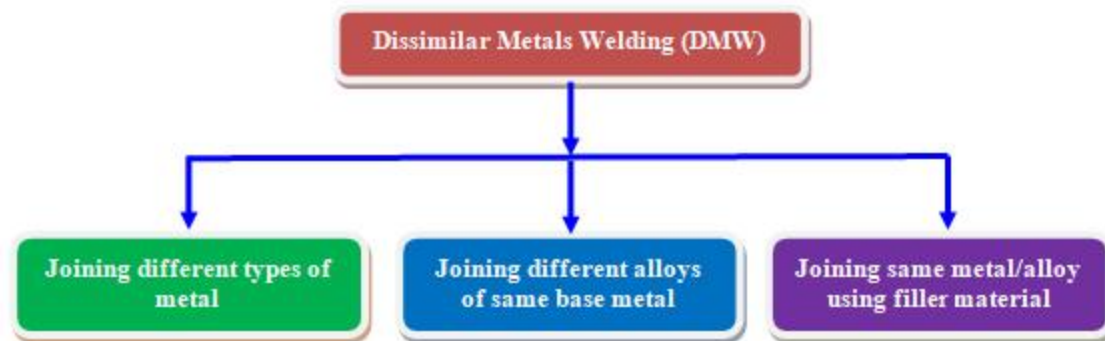 Dissimilar Metals Welding (DMW)
Joining different types of
metal
Joining different alloys
of same base metal
Joining same metal/alloy
using filler material